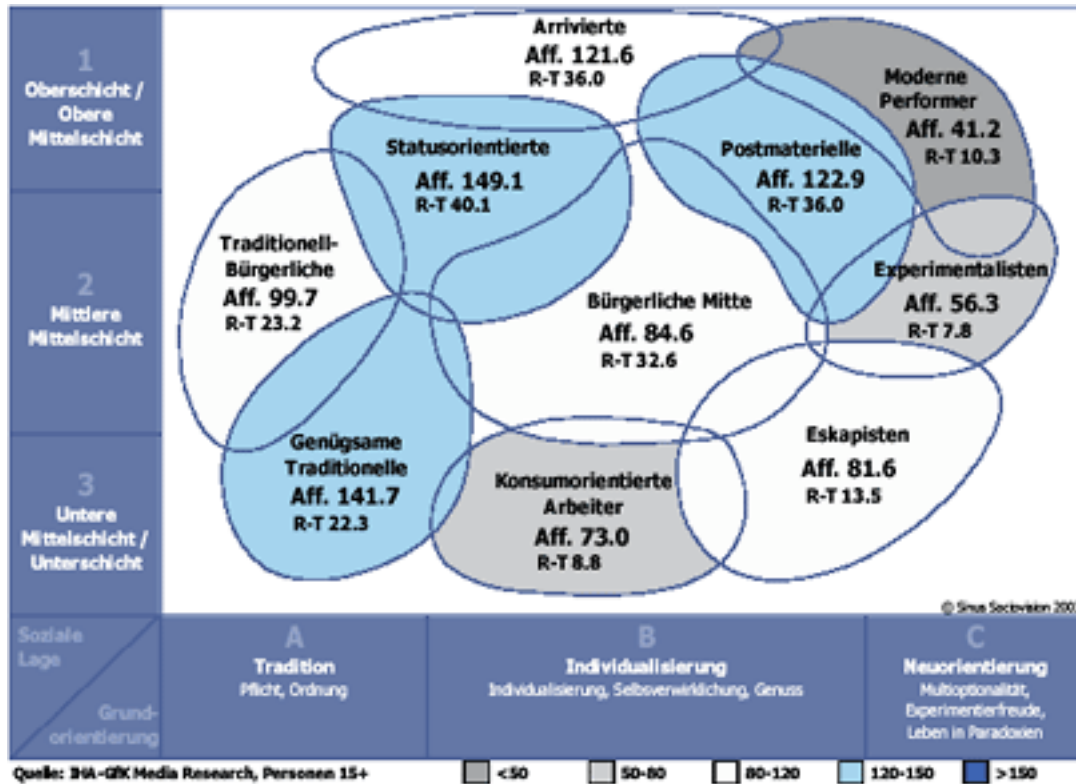 1
Oberschicht /
Obere
Mittelschicht
2
Mittlere
Mittelschicht
3
Untere
Mittelschicht /
Unterschicht
Arrivierte
Aff. 121.6
R-T 36.0
Moderne
Performer
Aff. 41.2
R-T 10.3
Statusorientierte
Aff. 149.1
R-T 40.1
Postmaterielle
Aff. 122.9
R-T 36.0
Traditionell-
Bürgerliche
Aff. 99.7
R-T 23.2
Bürgerliche Mitte
Aff. 84.6
R-T 32.6
Experimentalisten
Aff. 56.3
R-T 7.8
Genügsame
Traditionelle
Aff. 141.7
R-T 22.3
Konsumorientierte
Arbeiter
Aff. 73.0
R-T 8.8
Eskapisten
Aff. 81.6
R-T 13.5
© Sinus Sociovision
Soziale
Lage
Grund-
orientierung
A
Tradition
Pflicht, Ordnung
B
Individualisierung
Individualisierung, Selbsverwirklichung, Genuss
C
Neuorientierung
Multioptionalität,
Experimentierfreude,
Leben in Paradoxien
Quelle: IHA-GfK Media Research, Personen 15+
<50
50-80
80-120
120-150
>150